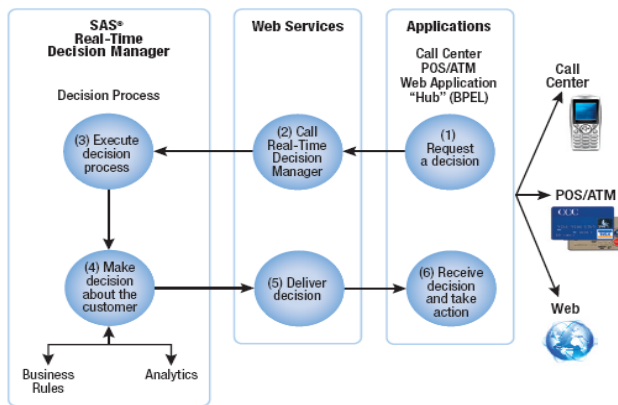 SAS®
Real-Time
Decision Manager
Decision Process
(3) Execute
decision
process
(4) Make
decision
about the
customer
Business
Rules
Analytics
Web Services
(2) Call
Real-Time
Decision
Manager
(5) Deliver
decision
Applications
Call Center
POS/ATM
Web Application
“Hub” (BPEL)
(1)
Request
a decision
(6) Receive
decision
and take
action
Call
Center
POS/ATM
COC
VISA
Web